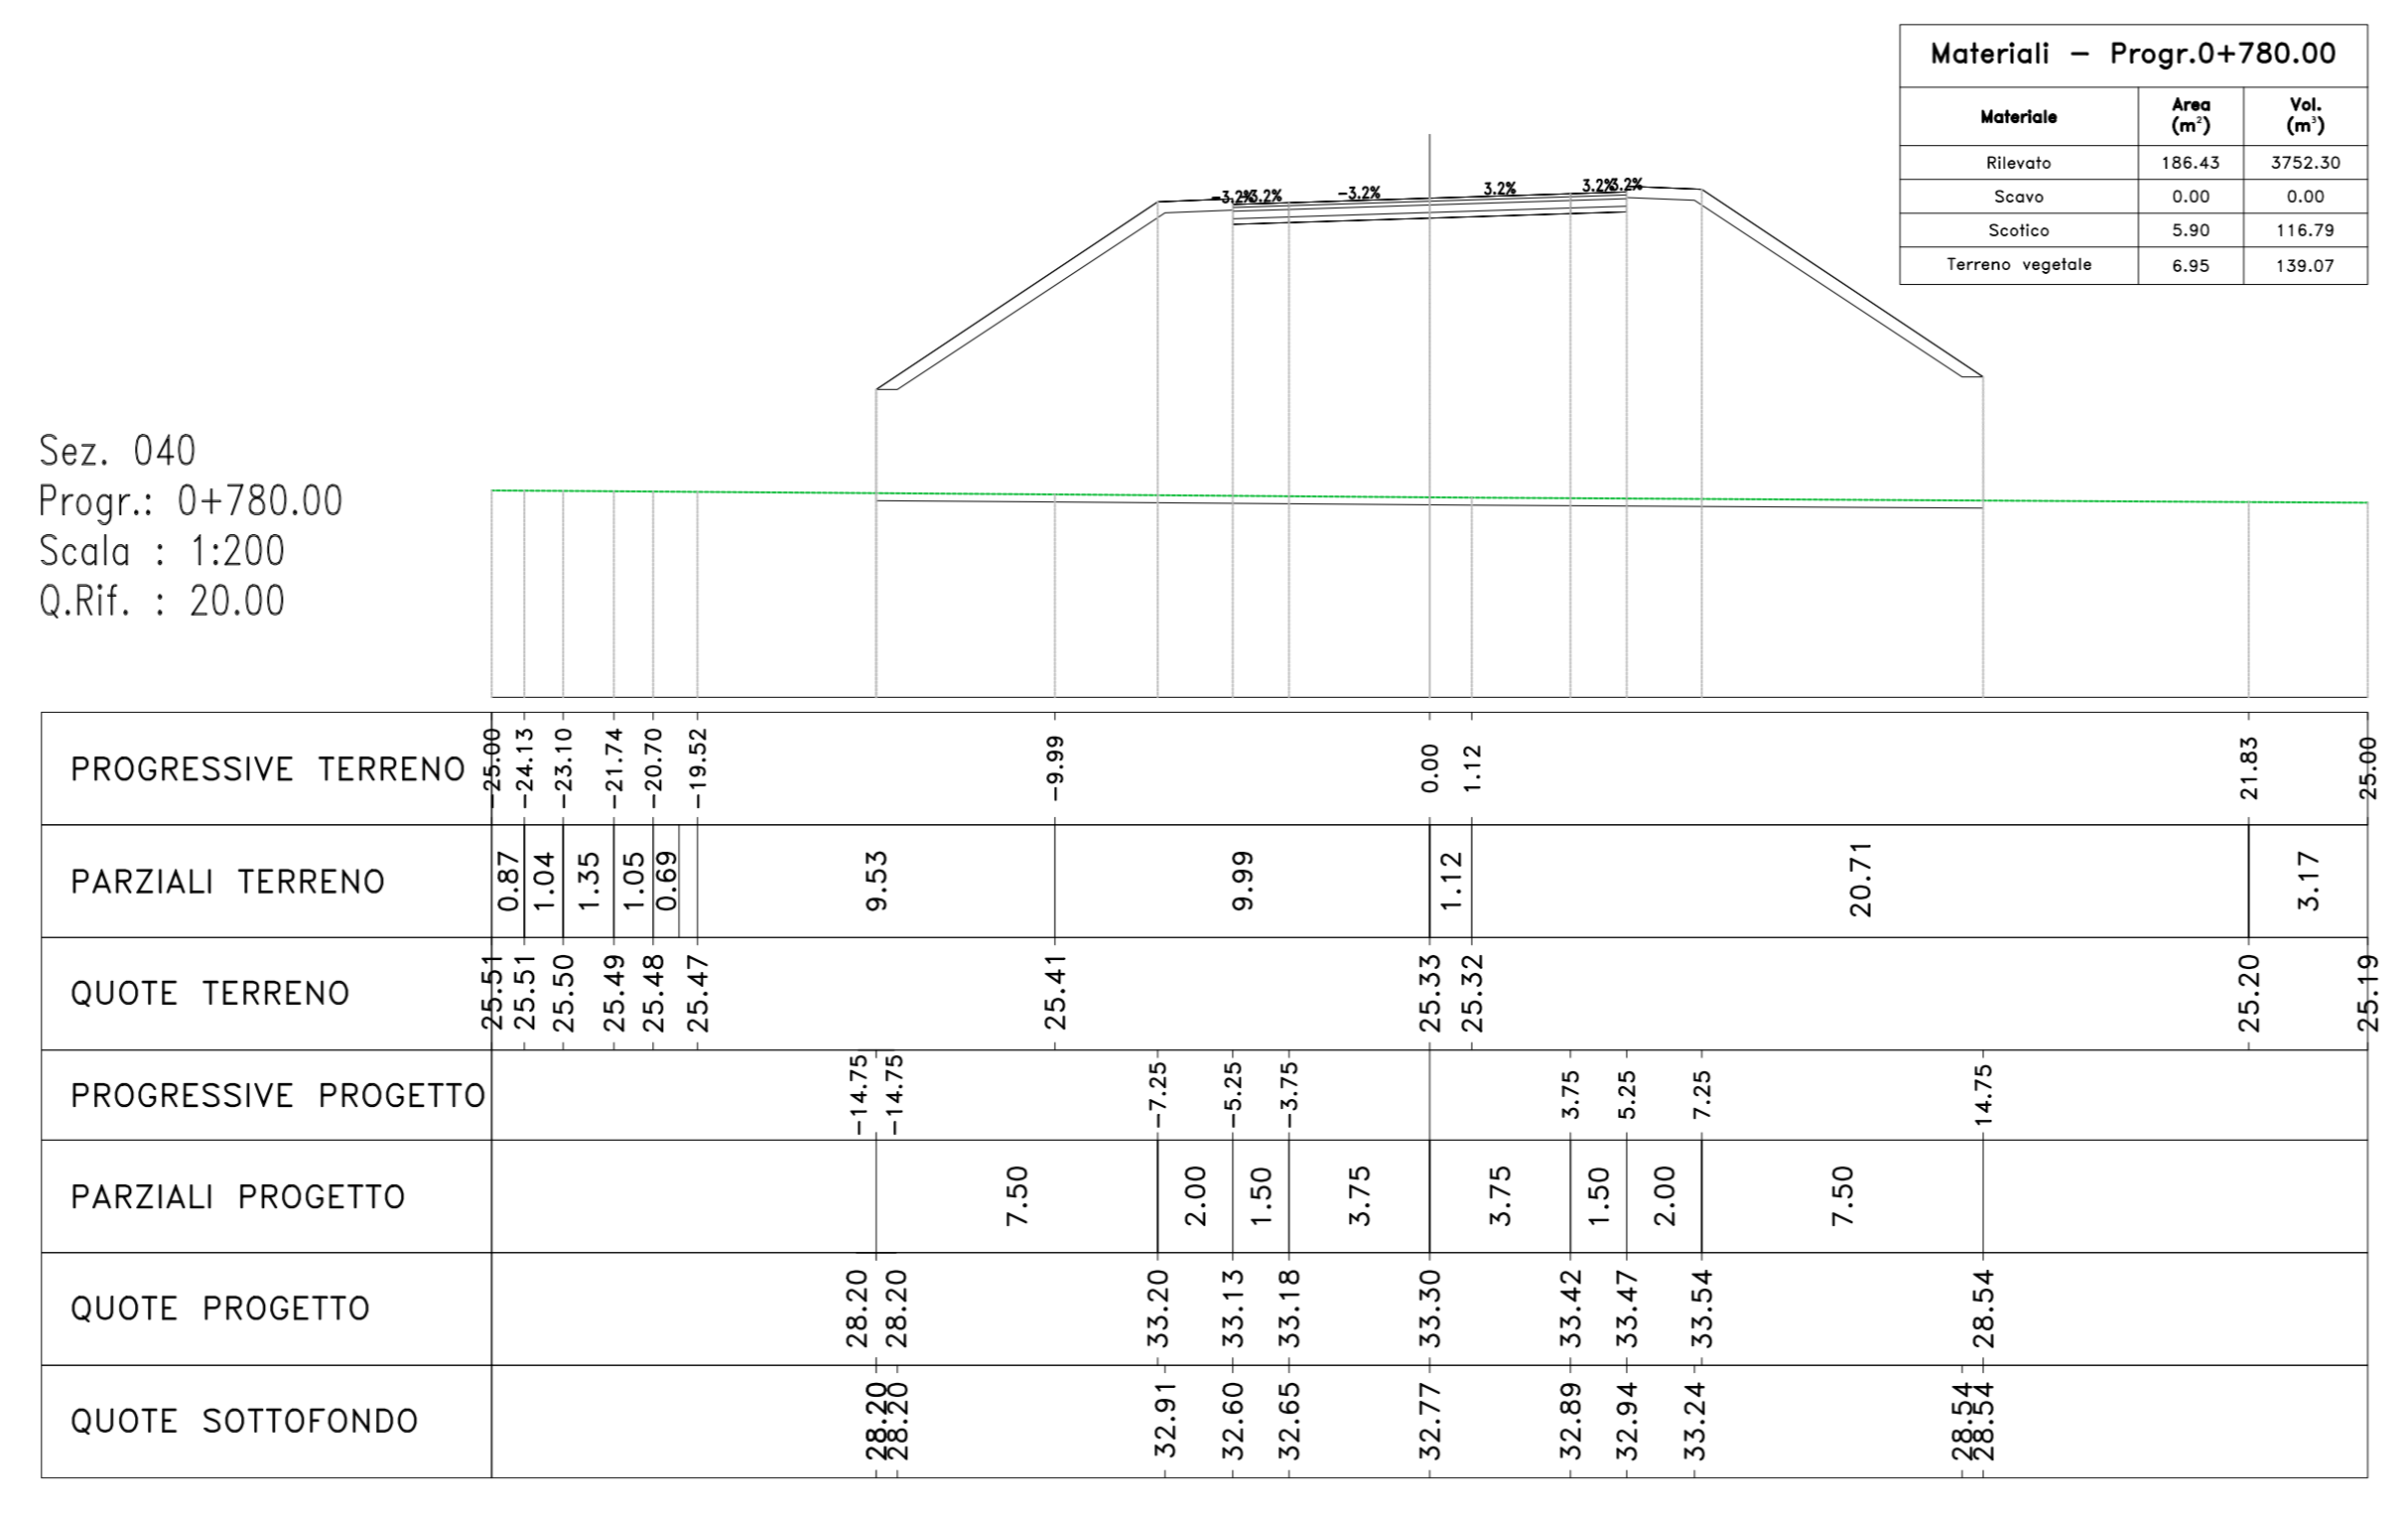 Materiali – Progr.0+780.00
Materiale Area (m²) Vol. (m³)
Rilevato 186.43 3752.30
Scavo 0.00 0.00
Scotico 5.90 116.79
Terreno vegetale 6.95 139.07
-3.2% -3.2% -3.2% 3.2% 3.2% 3.2%
Sez. 040
Progr.: 0+780.00
Scala : 1:200
Q.Rif. : 20.00
PROGRESSIVE TERRENO -25.00 -24.13 -23.10 -21.74 -20.70 -19.52 -9.99 0.00 1.12 21.83 25.00
PARZIALI TERRENO 0.87 1.04 1.35 1.05 0.69 9.53 9.99 1.12 20.71 3.17
QUOTE TERRENO 25.51 25.51 25.50 25.49 25.48 25.47 25.41 25.33 25.32 25.20 25.19
PROGRESSIVE PROGETTO -14.75 -14.75 -7.25 -5.25 -3.75 3.75 5.25 7.25 14.75
PARZIALI PROGETTO 7.50 2.00 1.50 3.75 3.75 1.50 2.00 7.50
QUOTE PROGETTO 28.20 28.20 33.20 33.13 33.18 33.30 33.42 33.47 33.54 28.54
QUOTE SOTTOFONDO 28.20 28.20 32.91 32.60 32.65 32.77 32.89 32.94 33.24 28.54 28.54